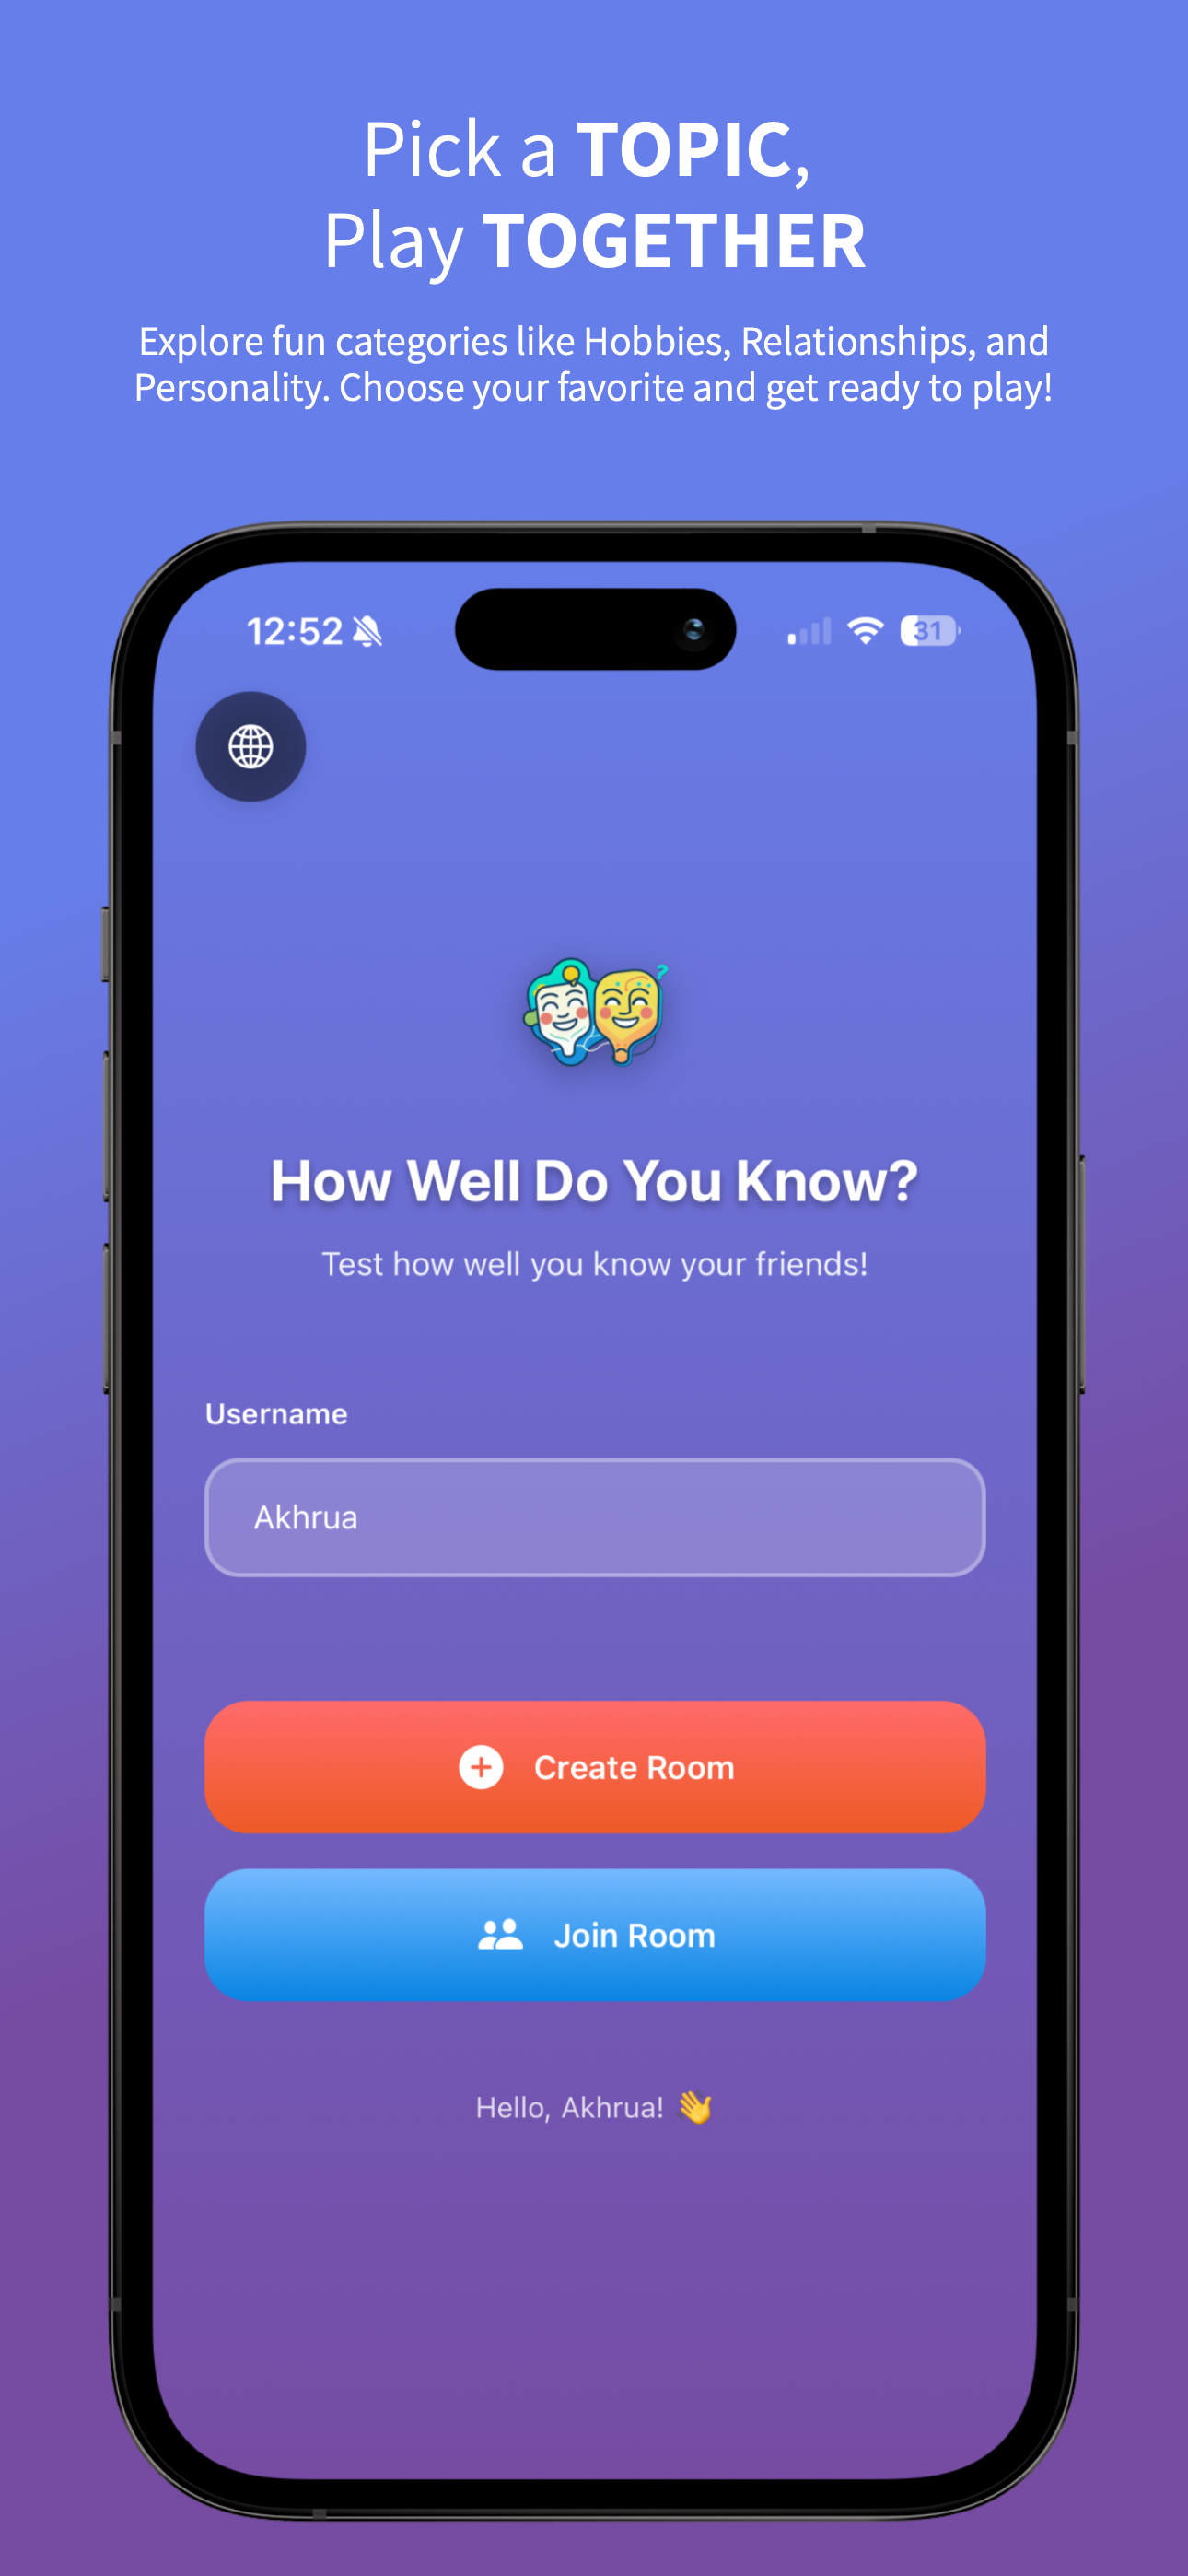 Pick a TOPIC,
Play TOGETHER
Explore fun categories like Hobbies, Relationships, and
Personality. Choose your favorite and get ready to play!
12:52
31
?
How Well Do You Know?
Test how well you know your friends!
Username
Akhrua
Create Room
Join Room
Hello, Akhrua! 👋